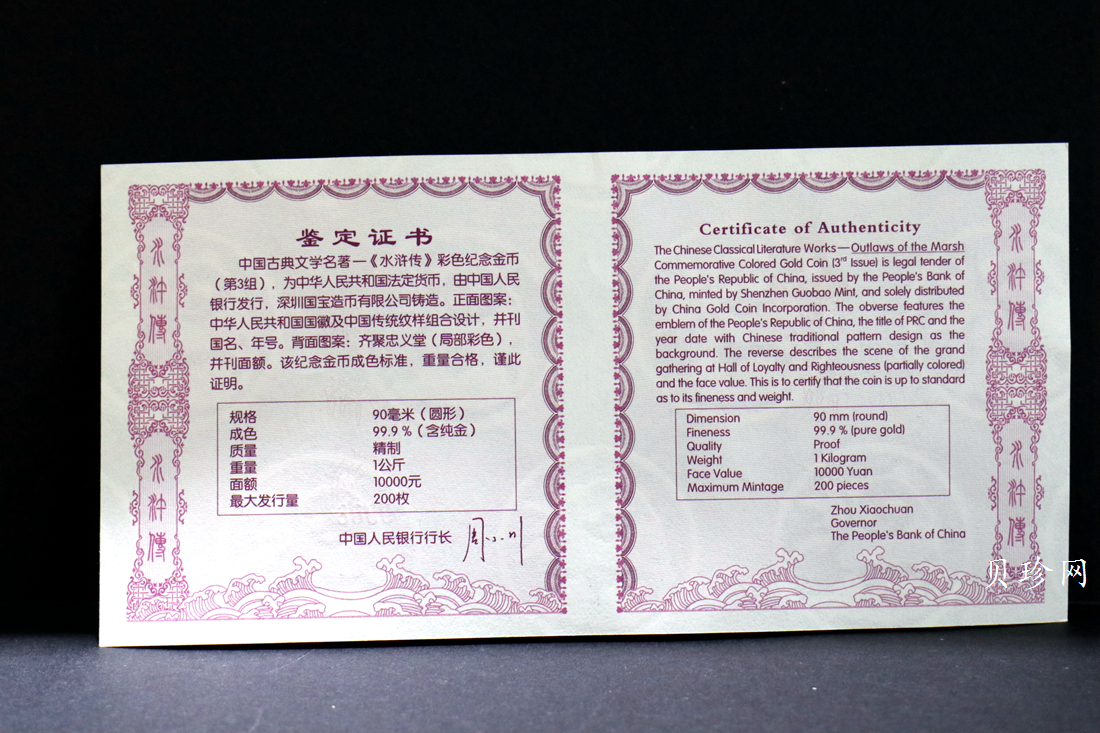 鉴定证书
中国古典文学名著—《水浒传》彩色纪念金币
（第3组），为中华人民共和国法定货币，由中国人民
银行发行，深圳国宝造币有限公司铸造。正面图案：
中华人民共和国国徽及中国传统纹样组合设计，并刊
国名、年号。背面图案：齐聚忠义堂（局部彩色），
并刊面额。该纪念金币成色标准，重量合格，谨此
证明。
规格 90毫米（圆形）
成色 99.9％（含纯金）
质量 精制
重量 1公斤
面额 10000元
最大发行量 200枚
中国人民银行行长 周小川
水浒傳
水浒傳
Certificate of Authenticity
The Chinese Classical Literature Works—Outlaws of the Marsh
Commemorative Colored Gold Coin (3rd Issue) is legal tender of
the People's Republic of China, issued by the People's Bank of
China, minted by Shenzhen Guobao Mint, and solely distributed
by China Gold Coin Incorporation. The obverse features the
emblem of the People's Republic of China, the title of PRC and the
year date with Chinese traditional pattern design as the
background. The reverse describes the scene of the grand
gathering at Hall of Loyalty and Righteousness (partially colored)
and the face value. This is to certify that the coin is up to standard
as to its fineness and weight.
Dimension 90 mm (round)
Fineness 99.9 % (pure gold)
Quality Proof
Weight 1 Kilogram
Face Value 10000 Yuan
Maximum Mintage 200 pieces
Zhou Xiaochuan
Governor
The People's Bank of China
水浒傳
水浒傳
贝珍网